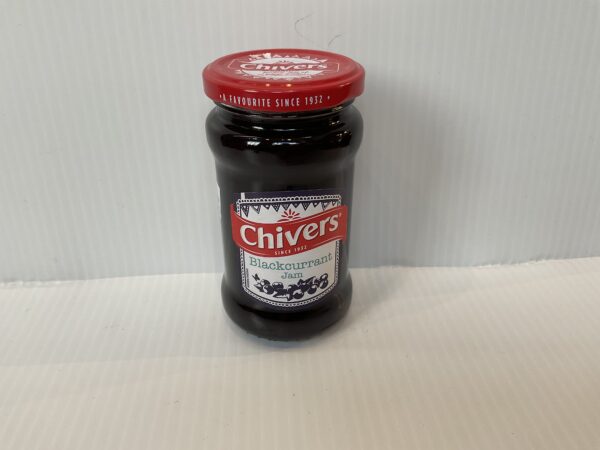 Chivers
• A FAVOURITE SINCE 1932 •
Chivers®
SINCE 1932
Blackcurrant
Jam